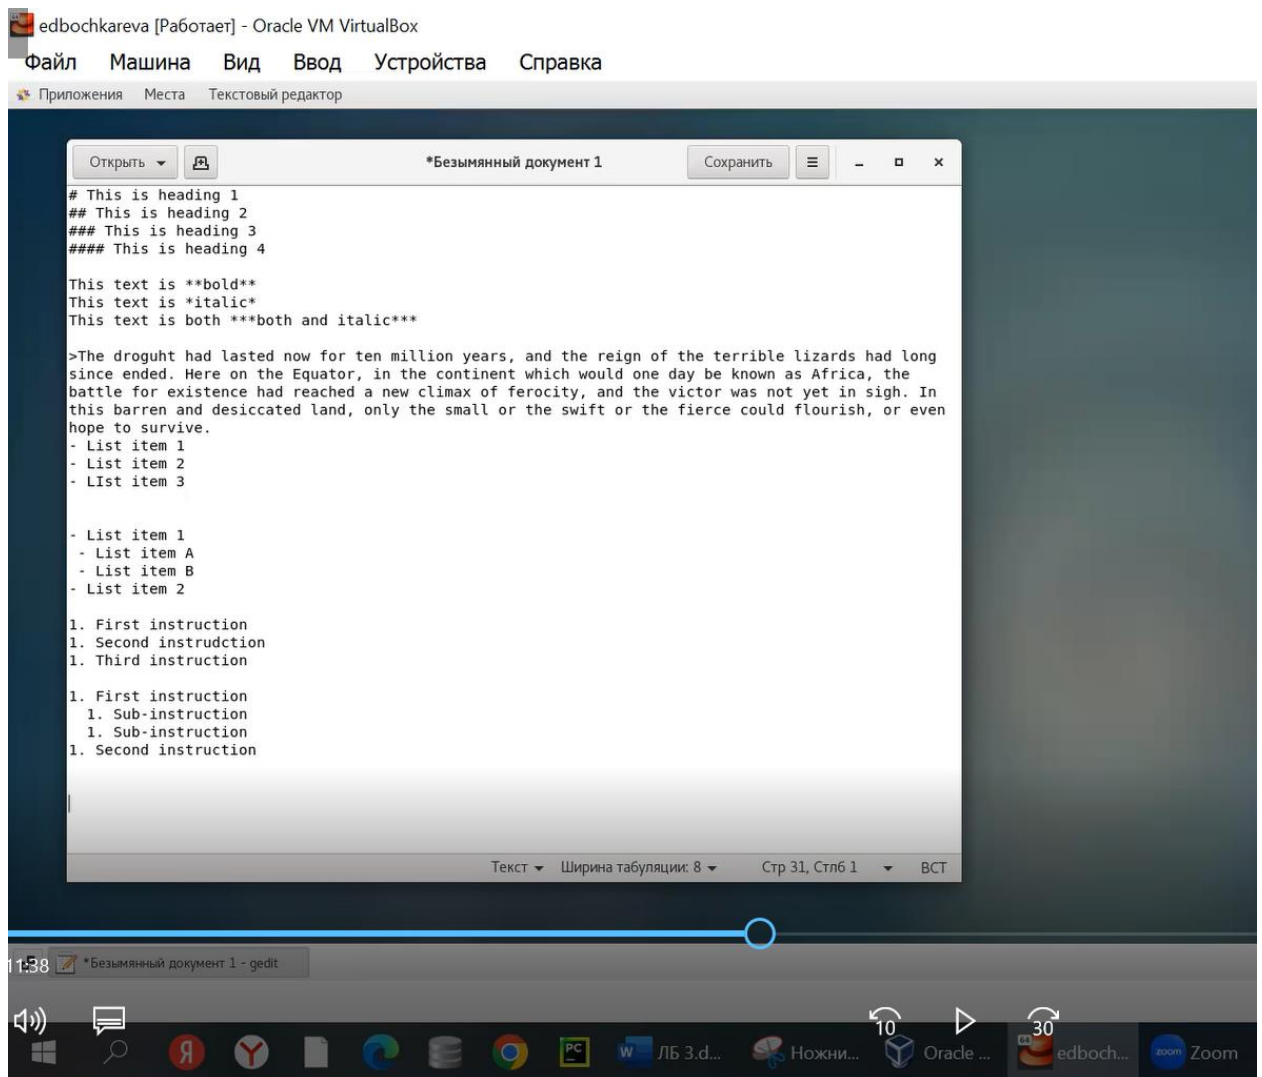 edbochkareva [Работает] - Oracle VM VirtualBox
Файл Машина Вид Ввод Устройства Справка
Приложения Места Текстовый редактор
Открыть *Безымянный документ 1 Сохранить
# This is heading 1
## This is heading 2
### This is heading 3
#### This is heading 4
This text is **bold**
This text is *italic*
This text is both ***both and italic***
>The droguht had lasted now for ten million years, and the reign of the terrible lizards had long
since ended. Here on the Equator, in the continent which would one day be known as Africa, the
battle for existence had reached a new climax of ferocity, and the victor was not yet in sigh. In
this barren and desiccated land, only the small or the swift or the fierce could flourish, or even
hope to survive.
- List item 1
- List item 2
- LIst item 3
- List item 1
- List item A
- List item B
- List item 2
1. First instruction
1. Second instrudction
1. Third instruction
1. First instruction
1. Sub-instruction
1. Sub-instruction
1. Second instruction
Текст Ширина табуляции: 8 Стр 31, Стлб 1 ВСТ
11:38 *Безымянный документ 1 - gedit
10 30
Я Y PC W ЛБ 3.d... Ножни... Oracle ... 64 edboch... zoom Zoom